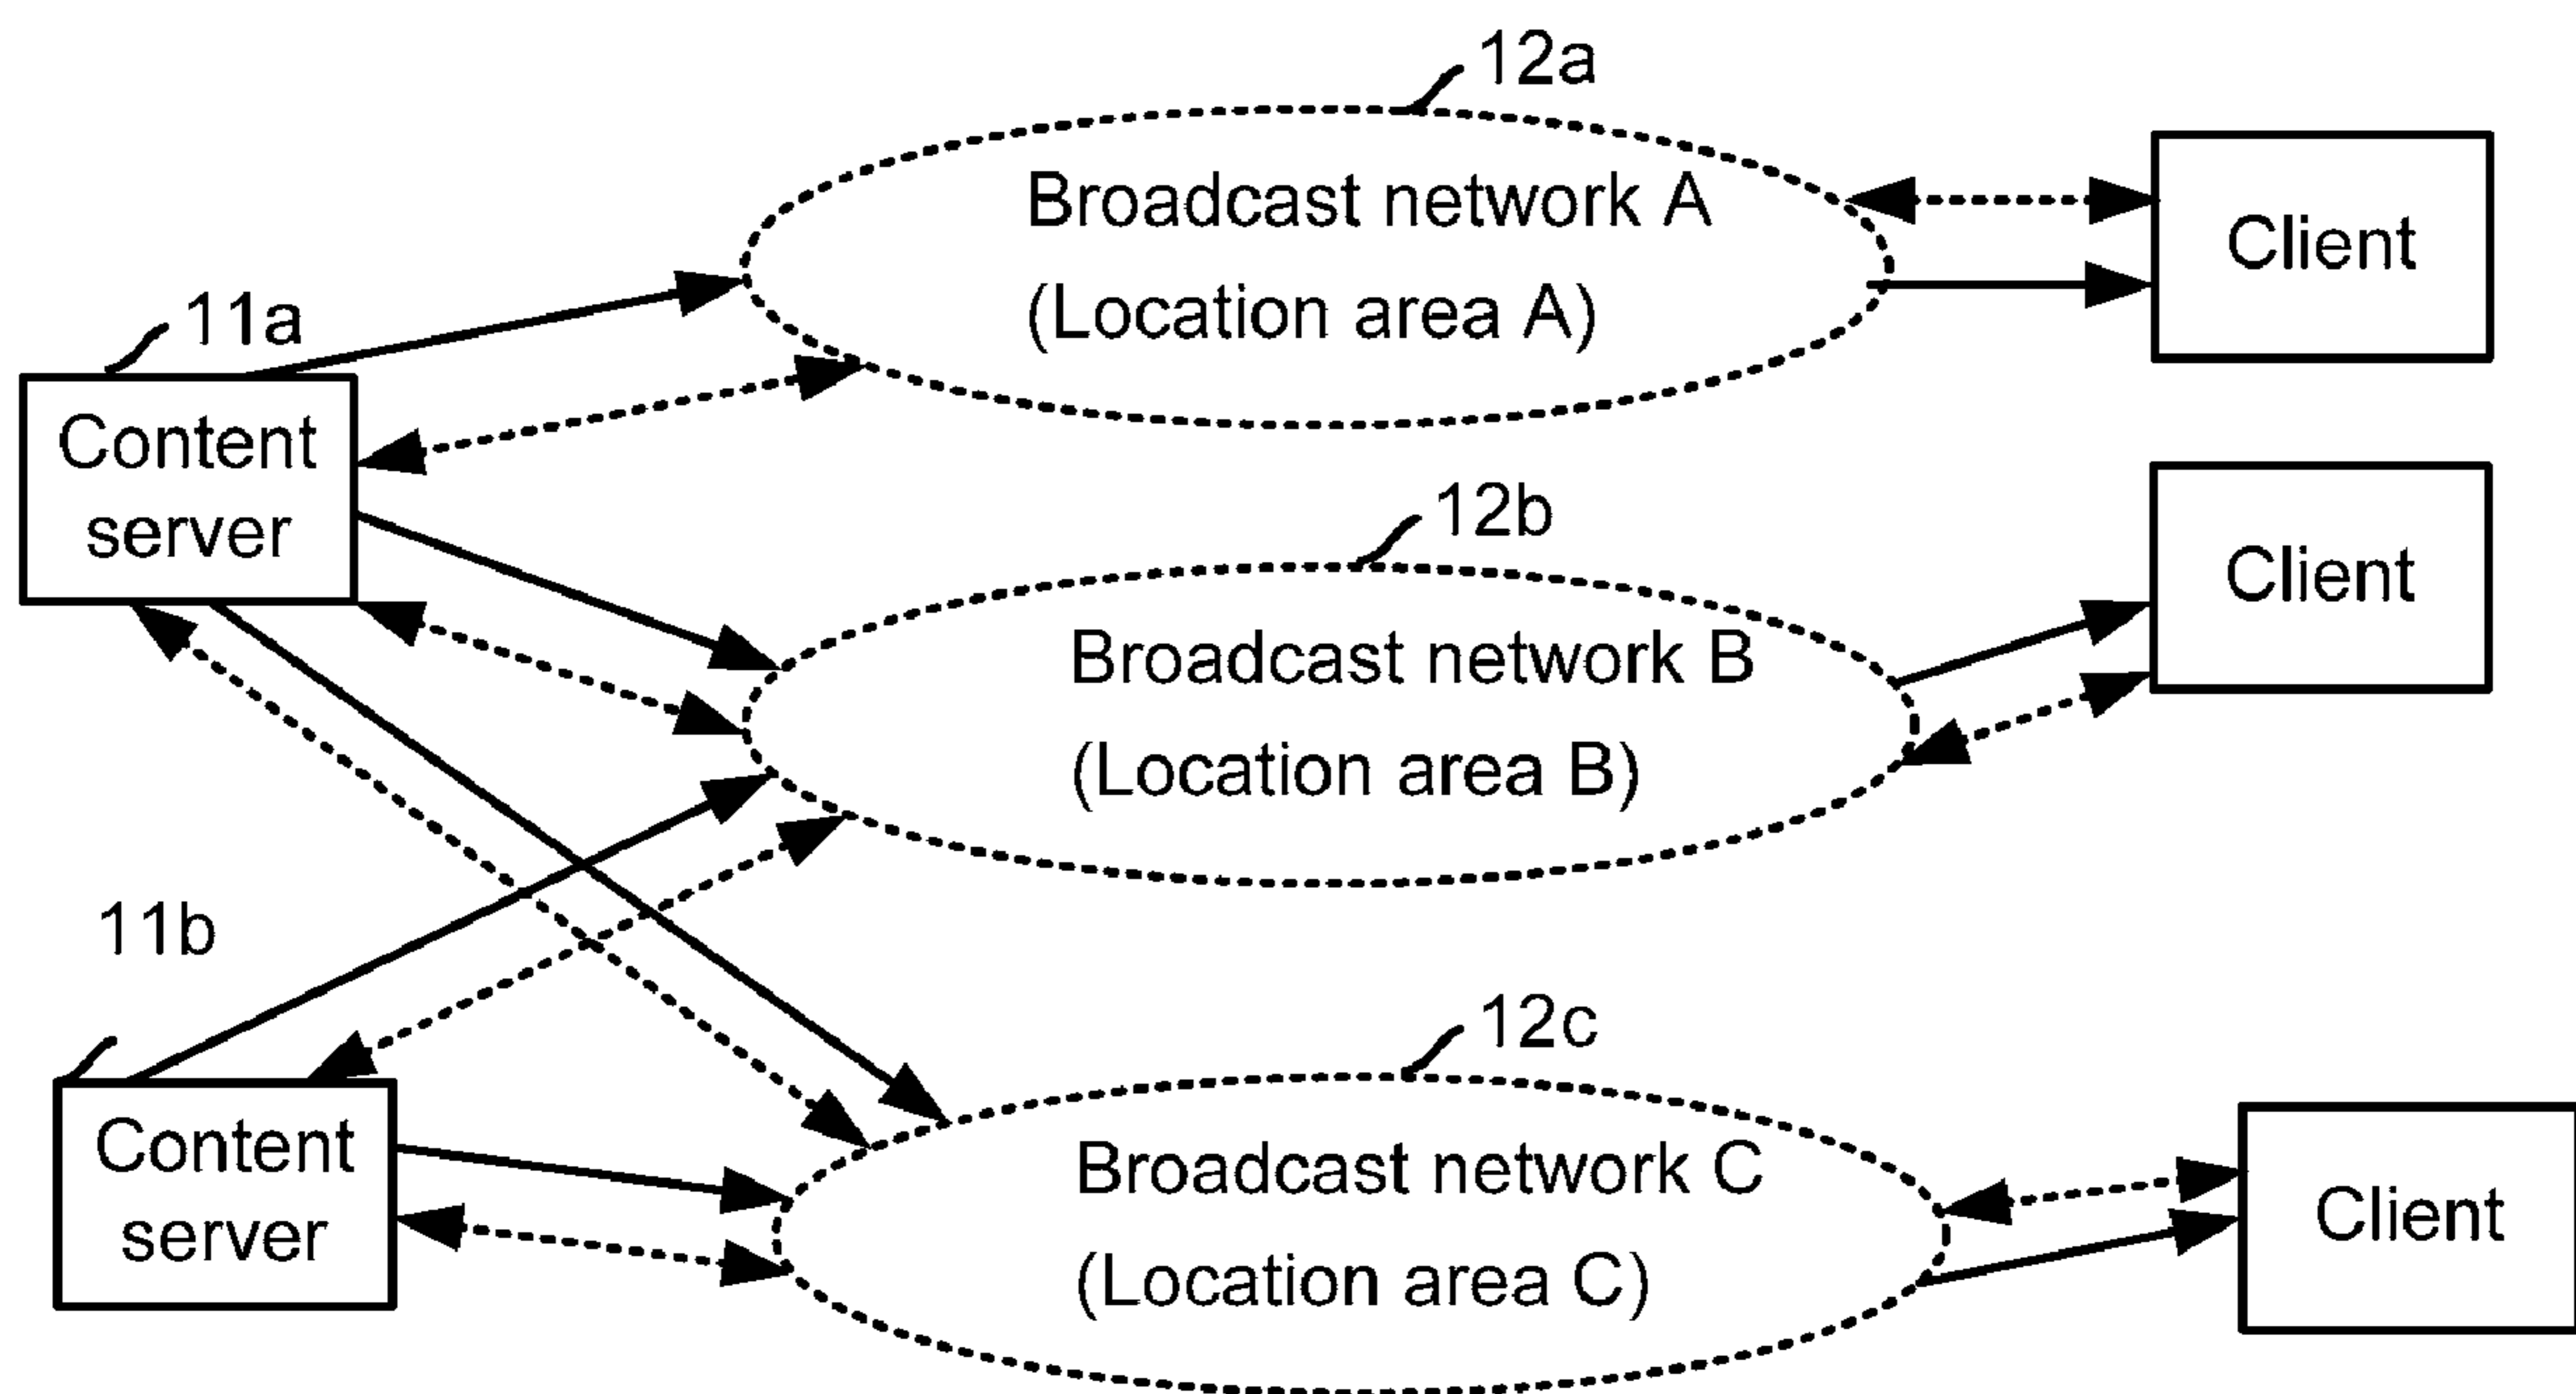 12a
Broadcast network A
(Location area A)
Client
11a
Content
server
12b
Broadcast network B
(Location area B)
Client
11b
Content
server
12c
Broadcast network C
(Location area C)
Client